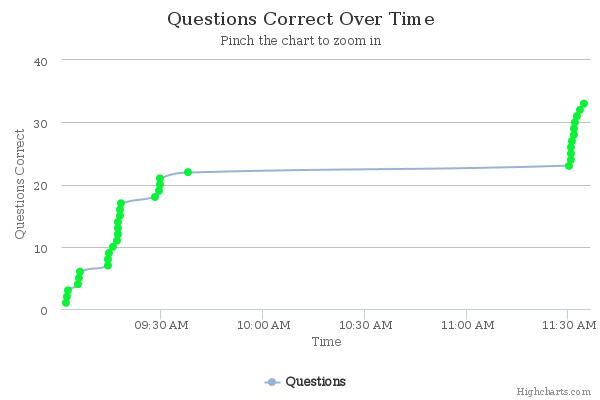 Questions Correct Over Time
Pinch the chart to zoom in
Questions Correct
40
30
20
10
0
09:30 AM
10:00 AM
10:30 AM
11:00 AM
11:30 AM
Time
Questions
Highcharts.com